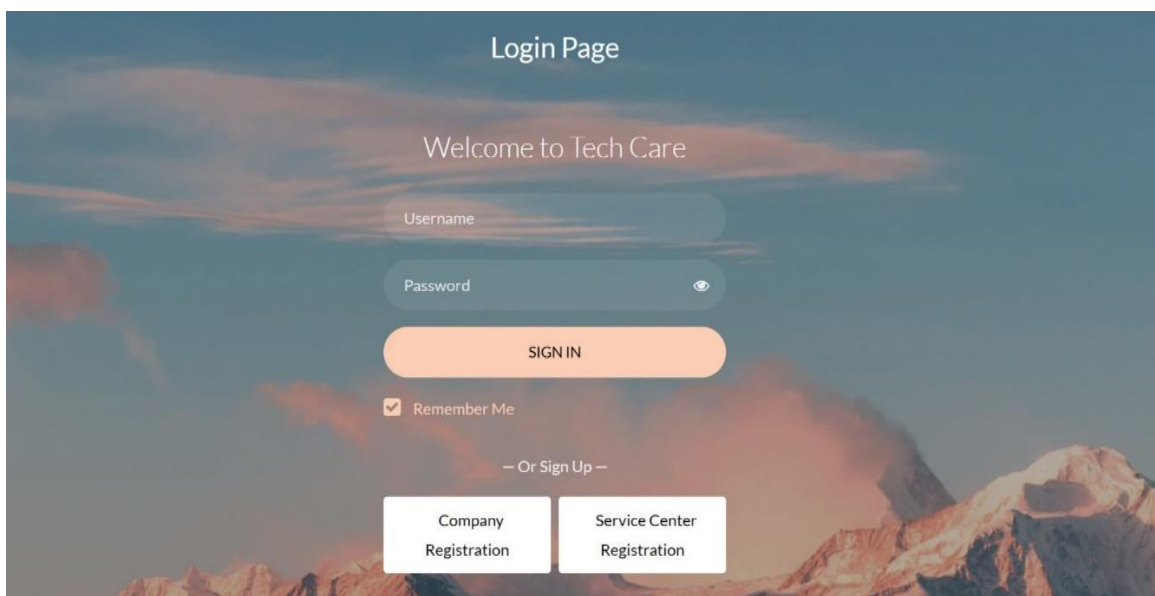 Login Page
Welcome to Tech Care
Username
Password
SIGN IN
Remember Me
— Or Sign Up —
Company
Registration
Service Center
Registration